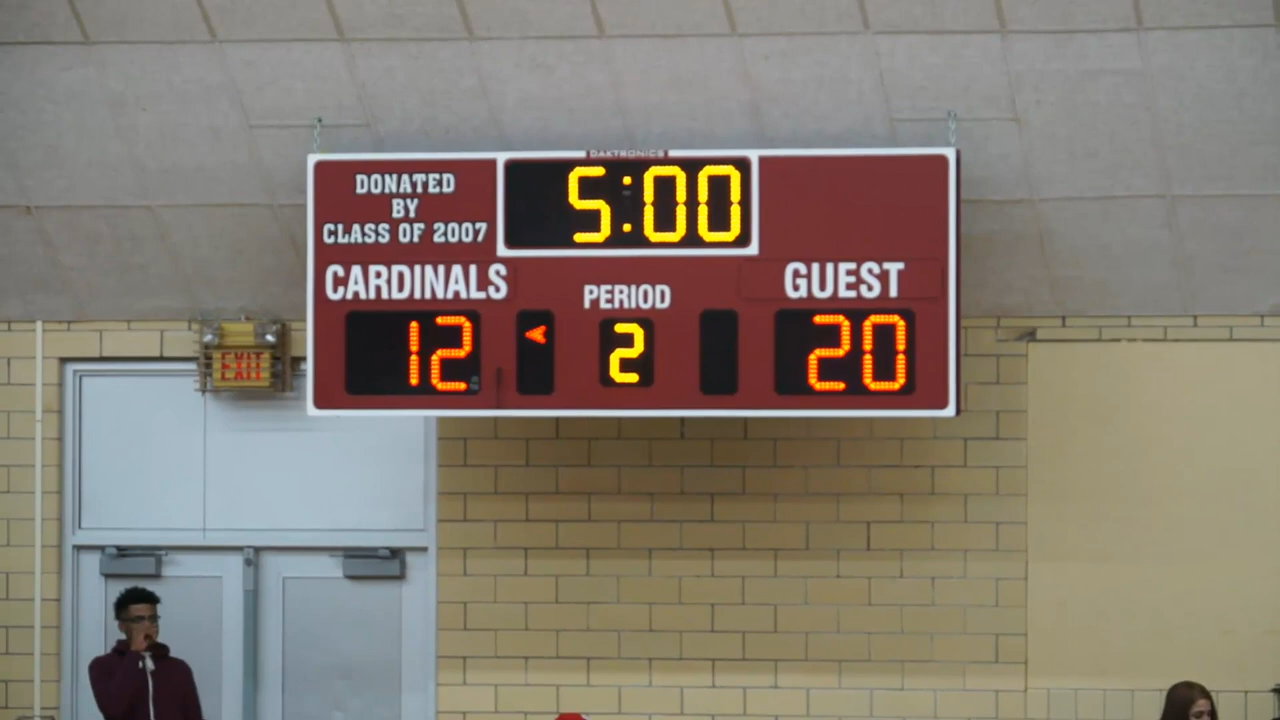 DAKTRONICS
DONATED
BY
CLASS OF 2007
5:00
CARDINALS
PERIOD
GUEST
12
2
20
EXIT